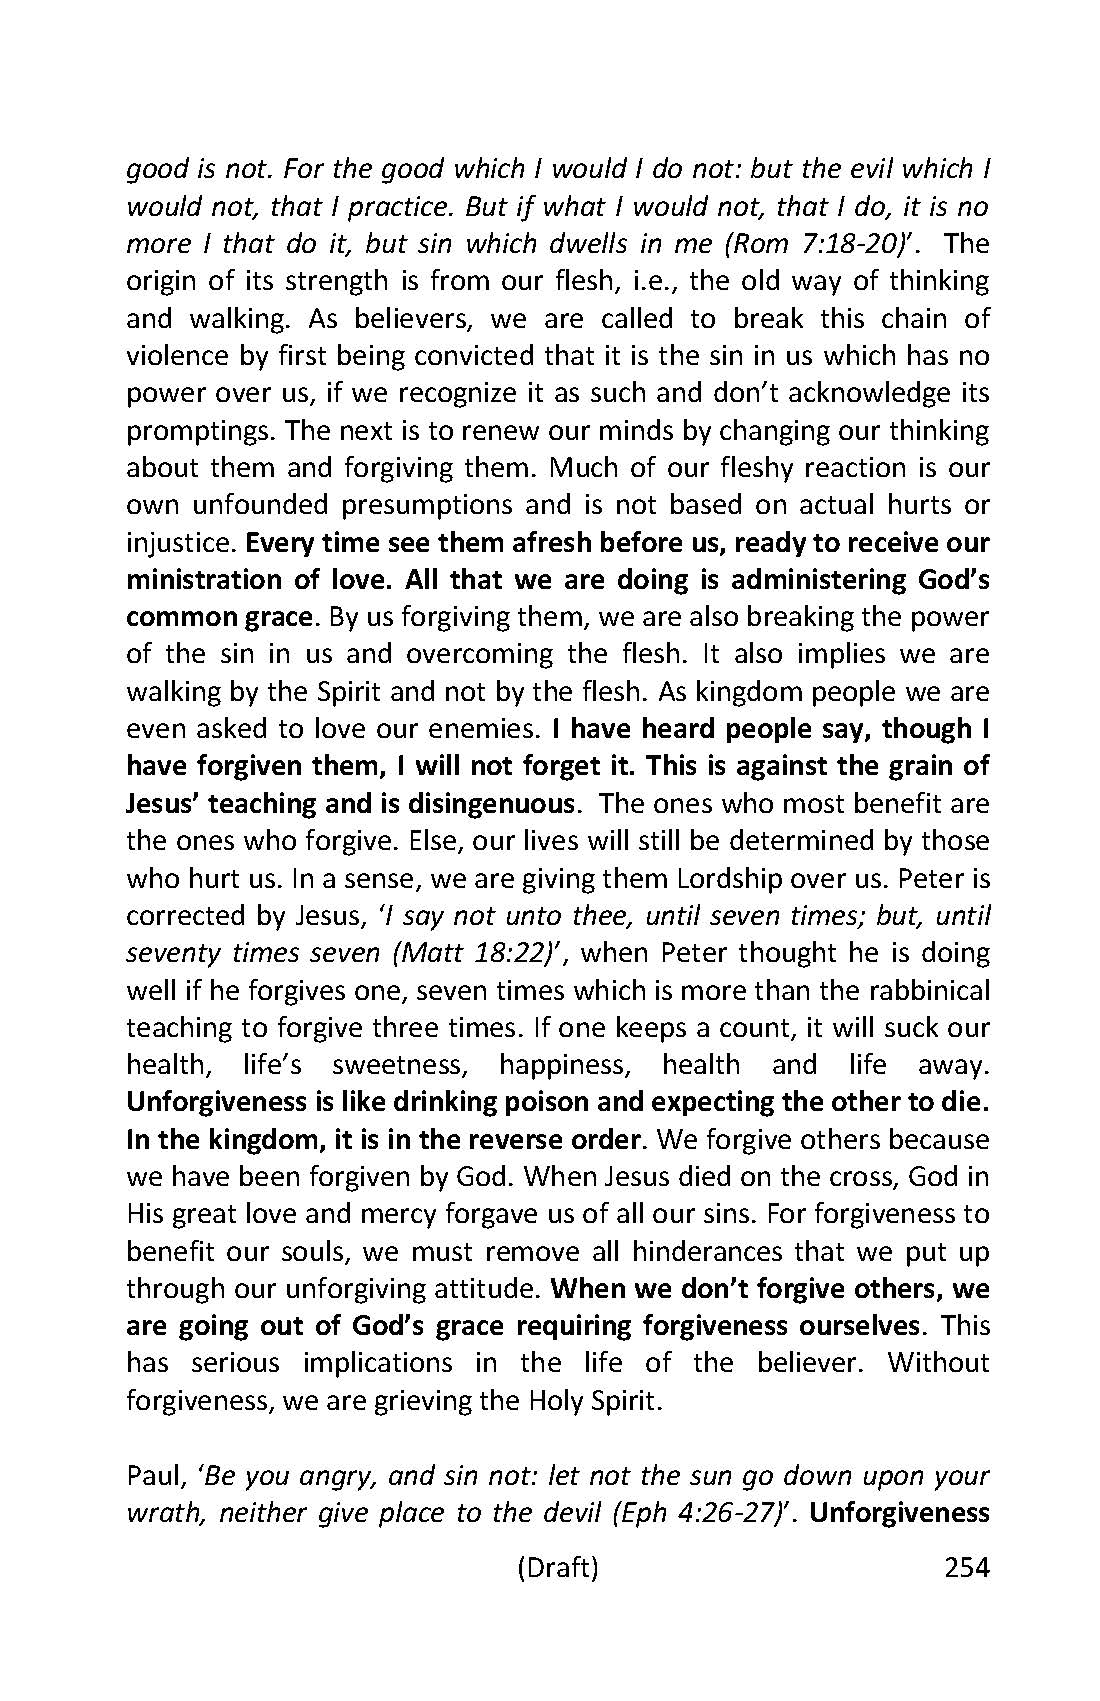 good is not. For the good which I would I do not: but the evil which I
would not, that I practice. But if what I would not, that I do, it is no
more I that do it, but sin which dwells in me (Rom 7:18-20)’. The
origin of its strength is from our flesh, i.e., the old way of thinking
and walking. As believers, we are called to break this chain of
violence by first being convicted that it is the sin in us which has no
power over us, if we recognize it as such and don’t acknowledge its
promptings. The next is to renew our minds by changing our thinking
about them and forgiving them. Much of our fleshy reaction is our
own unfounded presumptions and is not based on actual hurts or
injustice. Every time see them afresh before us, ready to receive our
ministration of love. All that we are doing is administering God’s
common grace. By us forgiving them, we are also breaking the power
of the sin in us and overcoming the flesh. It also implies we are
walking by the Spirit and not by the flesh. As kingdom people we are
even asked to love our enemies. I have heard people say, though I
have forgiven them, I will not forget it. This is against the grain of
Jesus’ teaching and is disingenuous. The ones who most benefit are
the ones who forgive. Else, our lives will still be determined by those
who hurt us. In a sense, we are giving them Lordship over us. Peter is
corrected by Jesus, ‘I say not unto thee, until seven times; but, until
seventy times seven (Matt 18:22)’, when Peter thought he is doing
well if he forgives one, seven times which is more than the rabbinical
teaching to forgive three times. If one keeps a count, it will suck our
health, life’s sweetness, happiness, health and life away.
Unforgiveness is like drinking poison and expecting the other to die.
In the kingdom, it is in the reverse order. We forgive others because
we have been forgiven by God. When Jesus died on the cross, God in
His great love and mercy forgave us of all our sins. For forgiveness to
benefit our souls, we must remove all hinderances that we put up
through our unforgiving attitude. When we don’t forgive others, we
are going out of God’s grace requiring forgiveness ourselves. This
has serious implications in the life of the believer. Without
forgiveness, we are grieving the Holy Spirit.
Paul, ‘Be you angry, and sin not: let not the sun go down upon your
wrath, neither give place to the devil (Eph 4:26-27)’. Unforgiveness
(Draft) 254